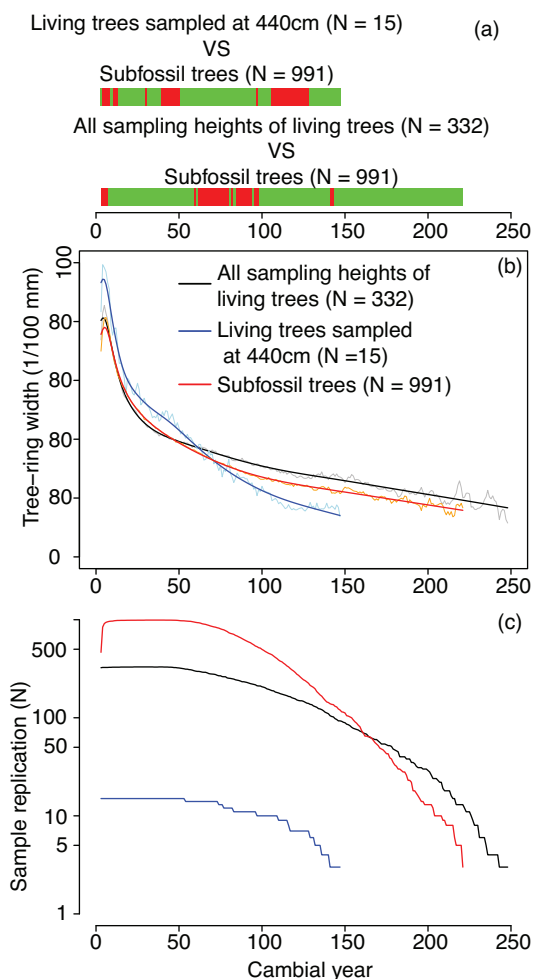 Living trees sampled at 440cm (N = 15)
(a)
VS
Subfossil trees (N = 991)
All sampling heights of living trees (N = 332)
VS
Subfossil trees (N = 991)
0 50 100 150 200 250
(b)
Tree−ring width (1/100 mm)
100
80
80
80
80
0
All sampling heights of
living trees (N = 332)
Living trees sampled
at 440cm (N =15)
Subfossil trees (N = 991)
0 50 100 150 200 250
(c)
Sample replication (N)
500
100
50
10
5
1
0 50 100 150 200 250
Cambial year